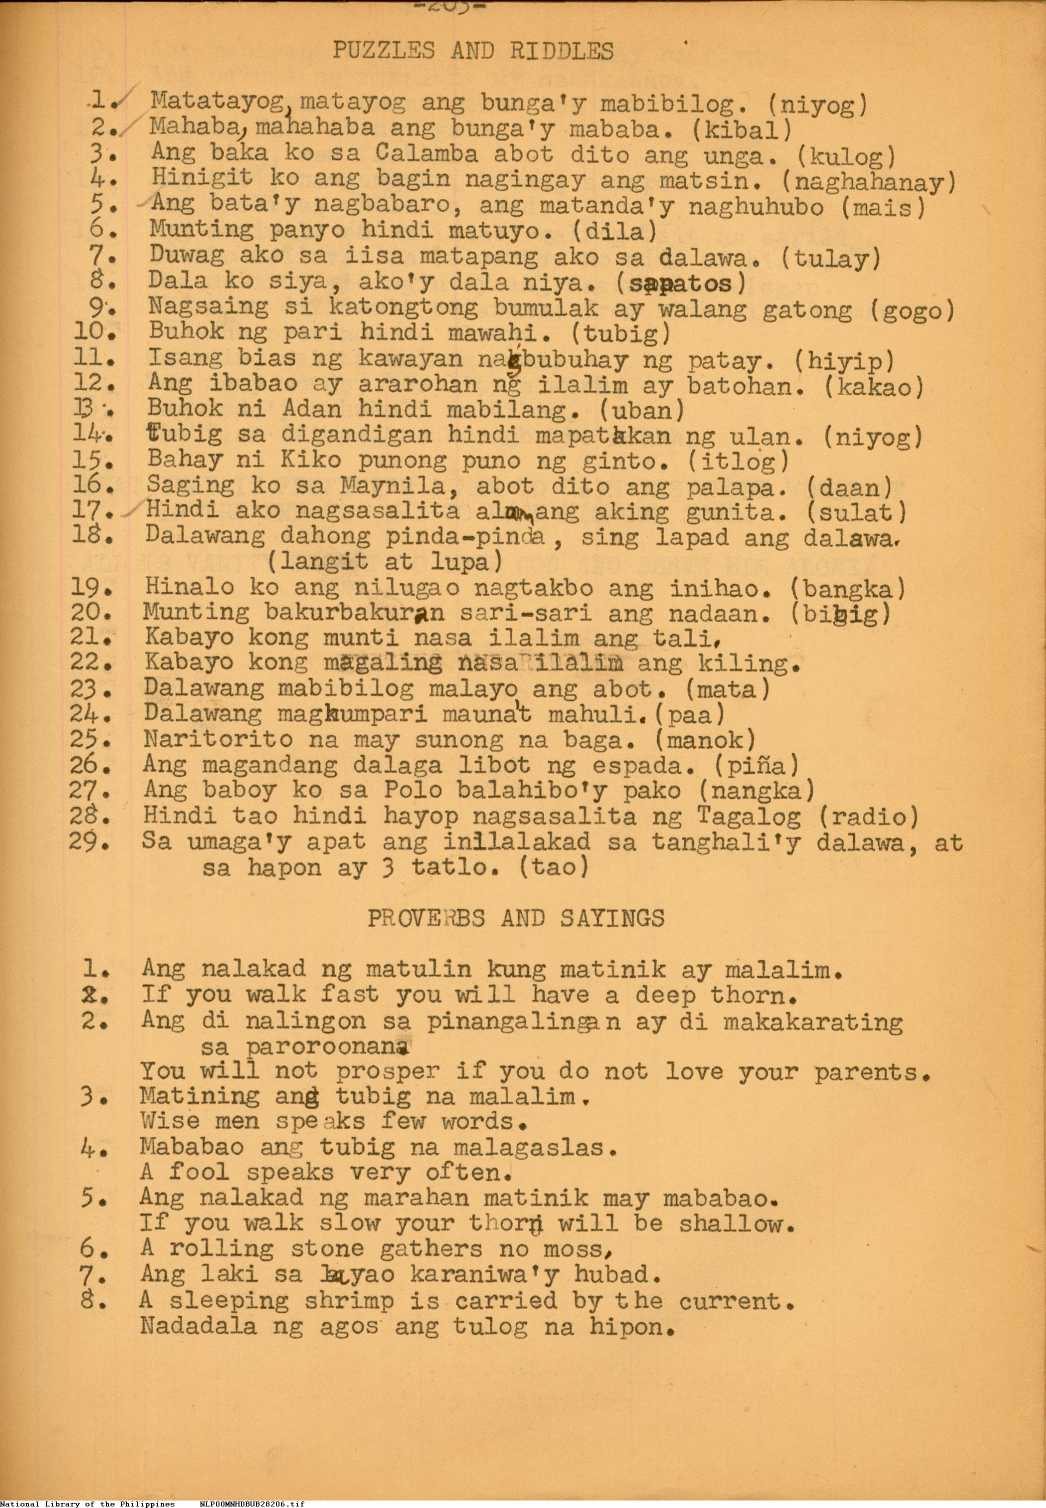 -203-
PUZZLES AND RIDDLES
1. Matatayog, matayog ang bunga'y mabibilog. (niyog)
2. Mahaba, mahahaba ang bunga'y mababa. (kibal)
3. Ang baka ko sa Calamba abot dito ang unga. (kulog)
4. Hinigit ko ang bagin nagingay ang matsin. (naghahanay)
5. Ang bata'y nagbabaro, ang matanda'y naghuhubo (mais)
6. Munting panyo hindi matuyo. (dila)
7. Duwag ako sa iisa matapang ako sa dalawa. (tulay)
8. Dala ko siya, ako'y dala niya. (sapatos)
9. Nagsaing si katongtong bumulak ay walang gatong (gogo)
10. Buhok ng pari hindi mawahi. (tubig)
11. Isang bias ng kawayan nagbubuhay ng patay. (hiyip)
12. Ang ibabao ay ararohan ng ilalim ay batohan. (kakao)
13. Buhok ni Adan hindi mabilang. (uban)
14. Tubig sa digandigan hindi mapatakan ng ulan. (niyog)
15. Bahay ni Kiko punong puno ng ginto. (itlog)
16. Saging ko sa Maynila, abot dito ang palapa. (daan)
17. Hindi ako nagsasalita alam ang aking gunita. (sulat)
18. Dalawang dahong pinda-pinda, sing lapad ang dalawa.
(langit at lupa)
19. Hinalo ko ang nilugao nagtakbo ang inihao. (bangka)
20. Munting bakurbakuran sari-sari ang nadaan. (bibig)
21. Kabayo kong munti nasa ilalim ang tali.
22. Kabayo kong magaling nasa ilalim ang kiling.
23. Dalawang mabibilog malayo ang abot. (mata)
24. Dalawang magkumpari mauna't mahuli. (paa)
25. Naritorito na may sunong na baga. (manok)
26. Ang magandang dalaga libot ng espada. (piña)
27. Ang baboy ko sa Polo balahibo'y pako (nangka)
28. Hindi tao hindi hayop nagsasalita ng Tagalog (radio)
29. Sa umaga'y apat ang inilalakad sa tanghali'y dalawa, at
sa hapon ay 3 tatlo. (tao)
PROVERBS AND SAYINGS
1. Ang nalakad ng matulin kung matinik ay malalim.
2. If you walk fast you will have a deep thorn.
2. Ang di nalingon sa pinangalingan ay di makakarating
sa paroroonana
You will not prosper if you do not love your parents.
3. Matining ang tubig na malalim.
Wise men speaks few words.
4. Mababao ang tubig na malagaslas.
A fool speaks very often.
5. Ang nalakad ng marahan matinik may mababao.
If you walk slow your thorn will be shallow.
6. A rolling stone gathers no moss,
7. Ang laki sa layao karaniwa'y hubad.
8. A sleeping shrimp is carried by the current.
Nadadala ng agos ang tulog na hipon.
National Library of the Philippines NLP00MNHDBUB20206.tif